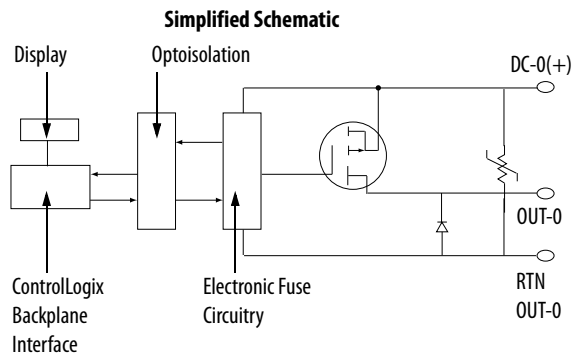 Simplified Schematic
Display
Optoisolation
DC-0(+)
OUT-0
ControlLogix
Backplane
Interface
Electronic Fuse
Circuitry
RTN
OUT-0